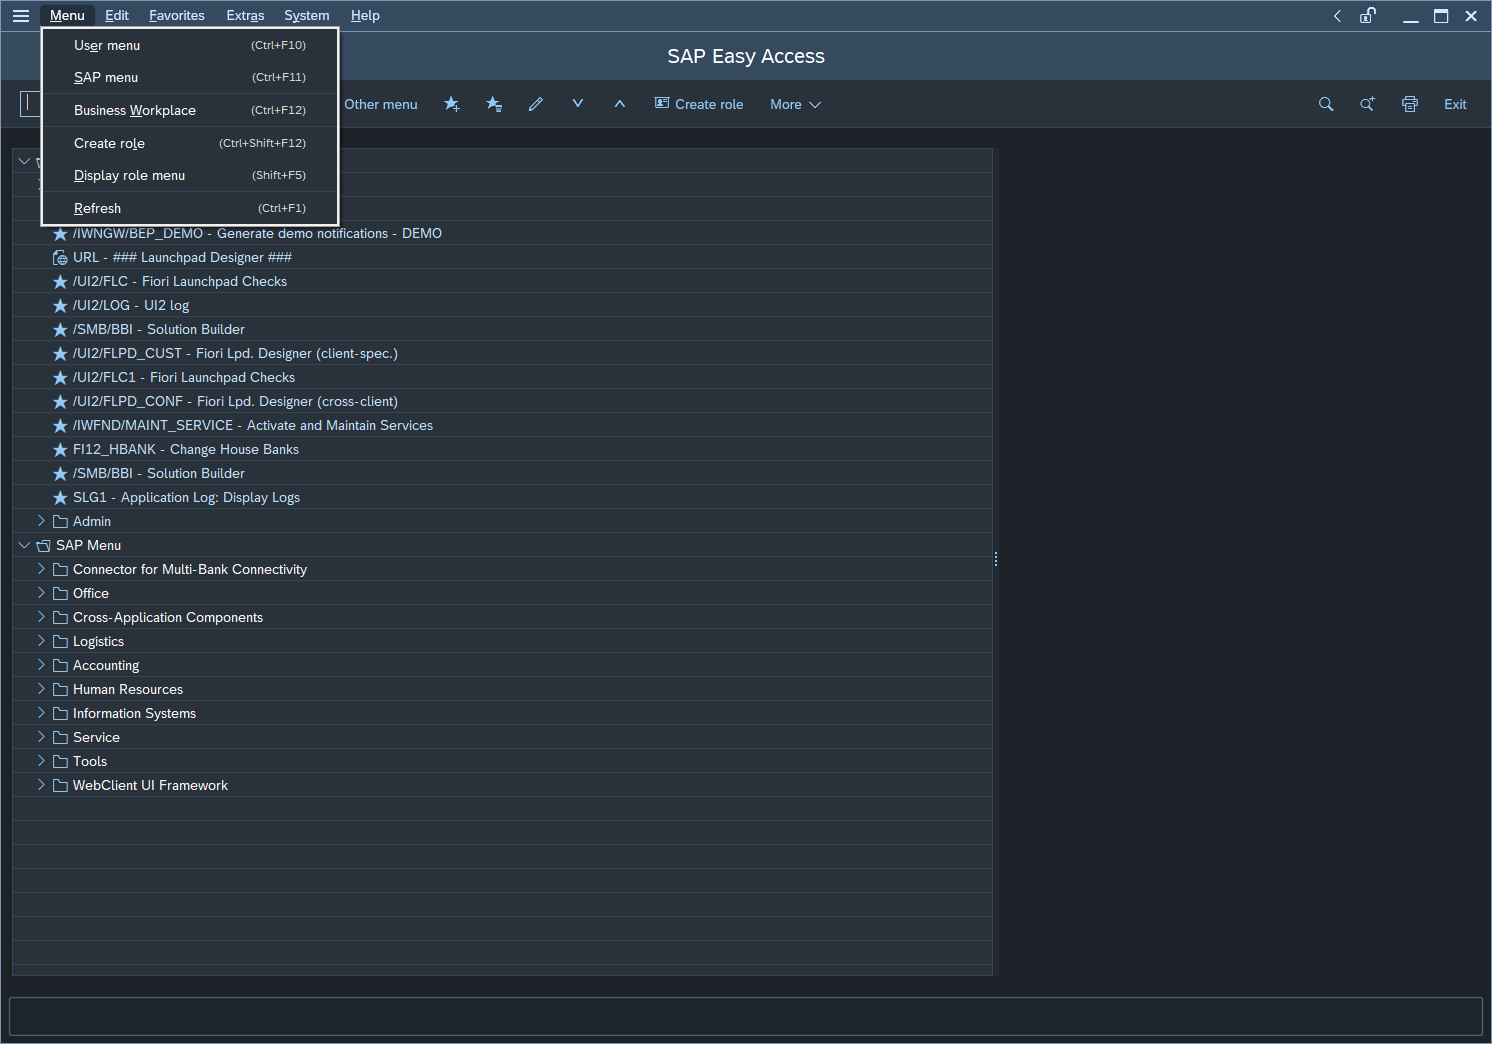 Menu Edit Favorites Extras System Help
SAP Easy Access
User menu (Ctrl+F10)
SAP menu (Ctrl+F11)
Business Workplace (Ctrl+F12)
Create role (Ctrl+Shift+F12)
Display role menu (Shift+F5)
Refresh (Ctrl+F1)
Other menu Create role More Exit
/IWNGW/BEP_DEMO - Generate demo notifications - DEMO
URL - ### Launchpad Designer ###
/UI2/FLC - Fiori Launchpad Checks
/UI2/LOG - UI2 log
/SMB/BBI - Solution Builder
/UI2/FLPD_CUST - Fiori Lpd. Designer (client-spec.)
/UI2/FLC1 - Fiori Launchpad Checks
/UI2/FLPD_CONF - Fiori Lpd. Designer (cross-client)
/IWFND/MAINT_SERVICE - Activate and Maintain Services
FI12_HBANK - Change House Banks
/SMB/BBI - Solution Builder
SLG1 - Application Log: Display Logs
Admin
SAP Menu
Connector for Multi-Bank Connectivity
Office
Cross-Application Components
Logistics
Accounting
Human Resources
Information Systems
Service
Tools
WebClient UI Framework